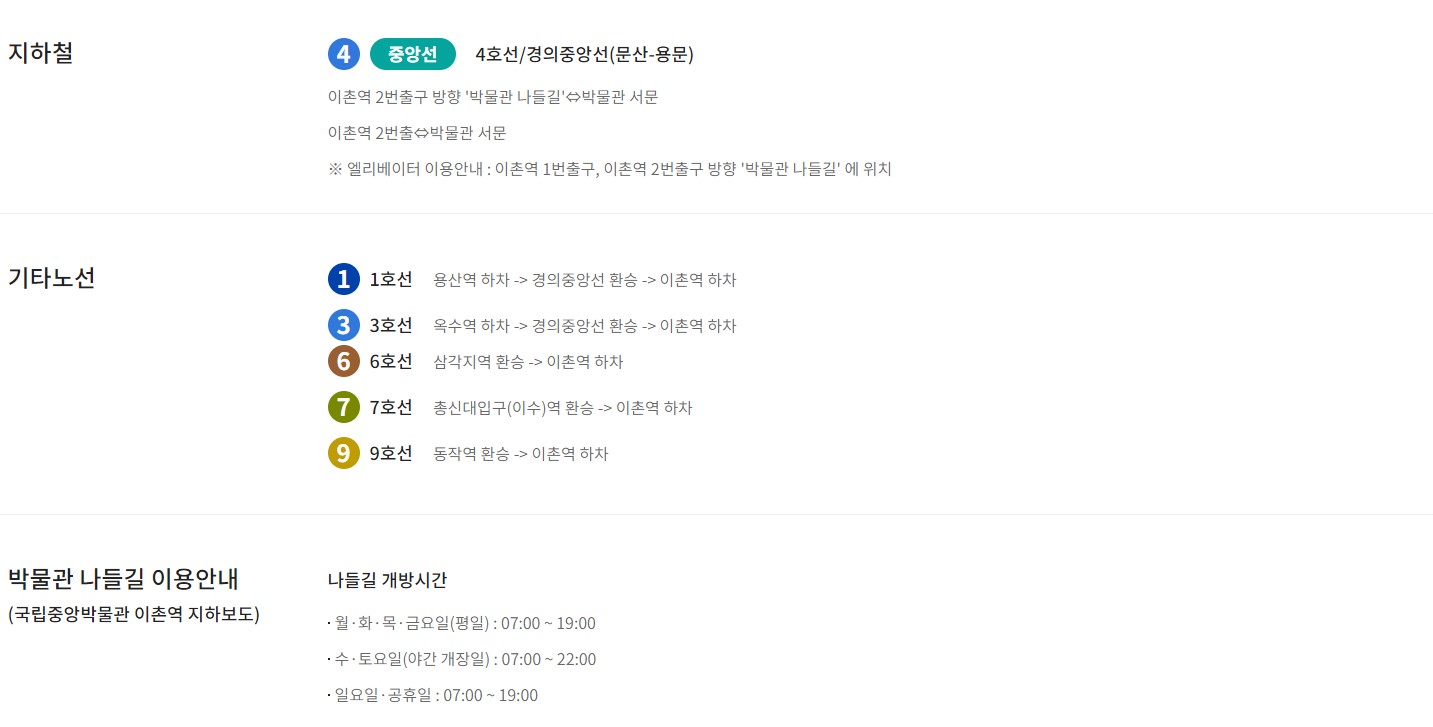 지하철
4 중앙선 4호선/경의중앙선(문산-용문)
이촌역 2번출구 방향 '박물관 나들길'⇔박물관 서문
이촌역 2번출⇔박물관 서문
※ 엘리베이터 이용안내 : 이촌역 1번출구, 이촌역 2번출구 방향 '박물관 나들길' 에 위치
기타노선
1 1호선 용산역 하차 -> 경의중앙선 환승 -> 이촌역 하차
3 3호선 옥수역 하차 -> 경의중앙선 환승 -> 이촌역 하차
6 6호선 삼각지역 환승 -> 이촌역 하차
7 7호선 총신대입구(이수)역 환승 -> 이촌역 하차
9 9호선 동작역 환승 -> 이촌역 하차
박물관 나들길 이용안내
(국립중앙박물관 이촌역 지하보도)
나들길 개방시간
· 월·화·목·금요일(평일) : 07:00 ~ 19:00
· 수·토요일(야간 개장일) : 07:00 ~ 22:00
· 일요일·공휴일 : 07:00 ~ 19:00